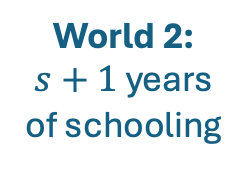 World 2:
s + 1 years
of schooling